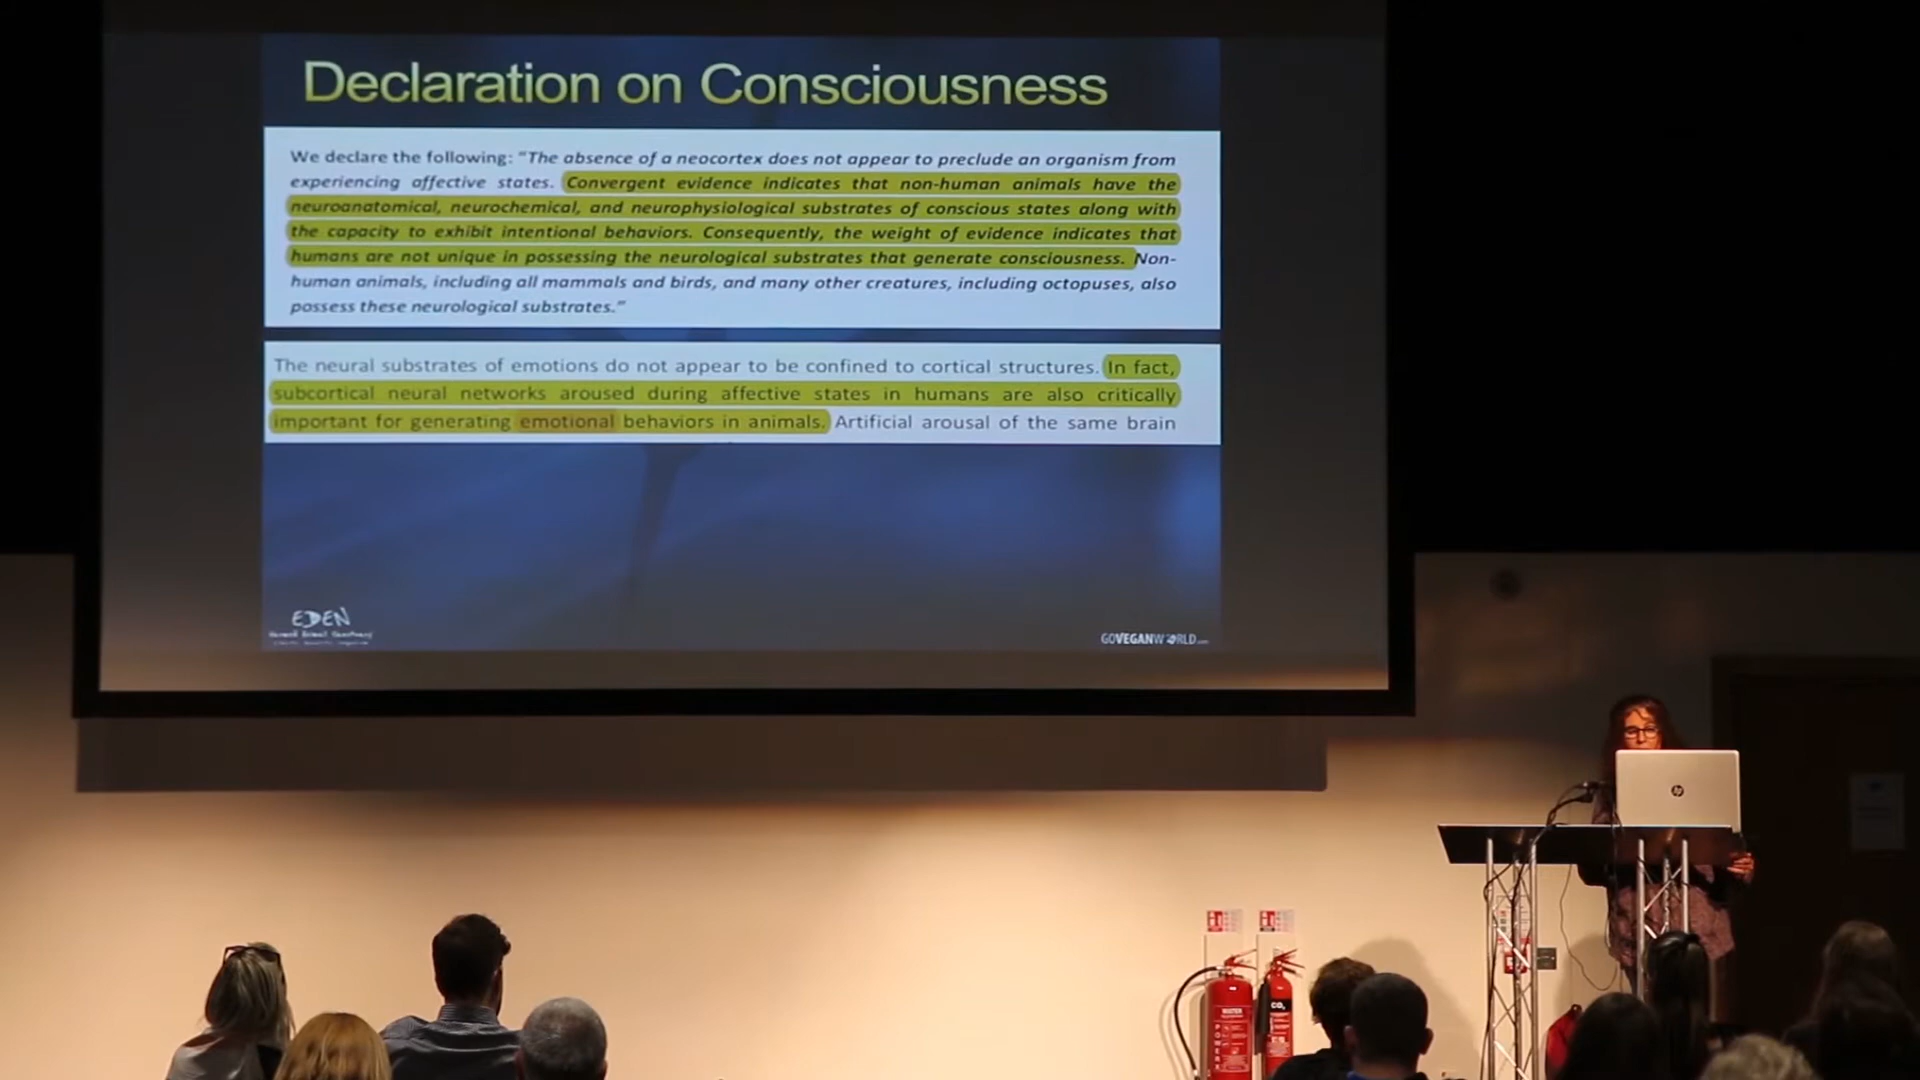 Declaration on Consciousness
We declare the following: "The absence of a neocortex does not appear to preclude an organism from
experiencing affective states. Convergent evidence indicates that non-human animals have the
neuroanatomical, neurochemical, and neurophysiological substrates of conscious states along with
the capacity to exhibit intentional behaviors. Consequently, the weight of evidence indicates that
humans are not unique in possessing the neurological substrates that generate consciousness. Non-
human animals, including all mammals and birds, and many other creatures, including octopuses, also
possess these neurological substrates."
The neural substrates of emotions do not appear to be confined to cortical structures. In fact,
subcortical neural networks aroused during affective states in humans are also critically
important for generating emotional behaviors in animals. Artificial arousal of the same brain
EDEN
GOVEGANWORLD
hp
WATER
CO₂